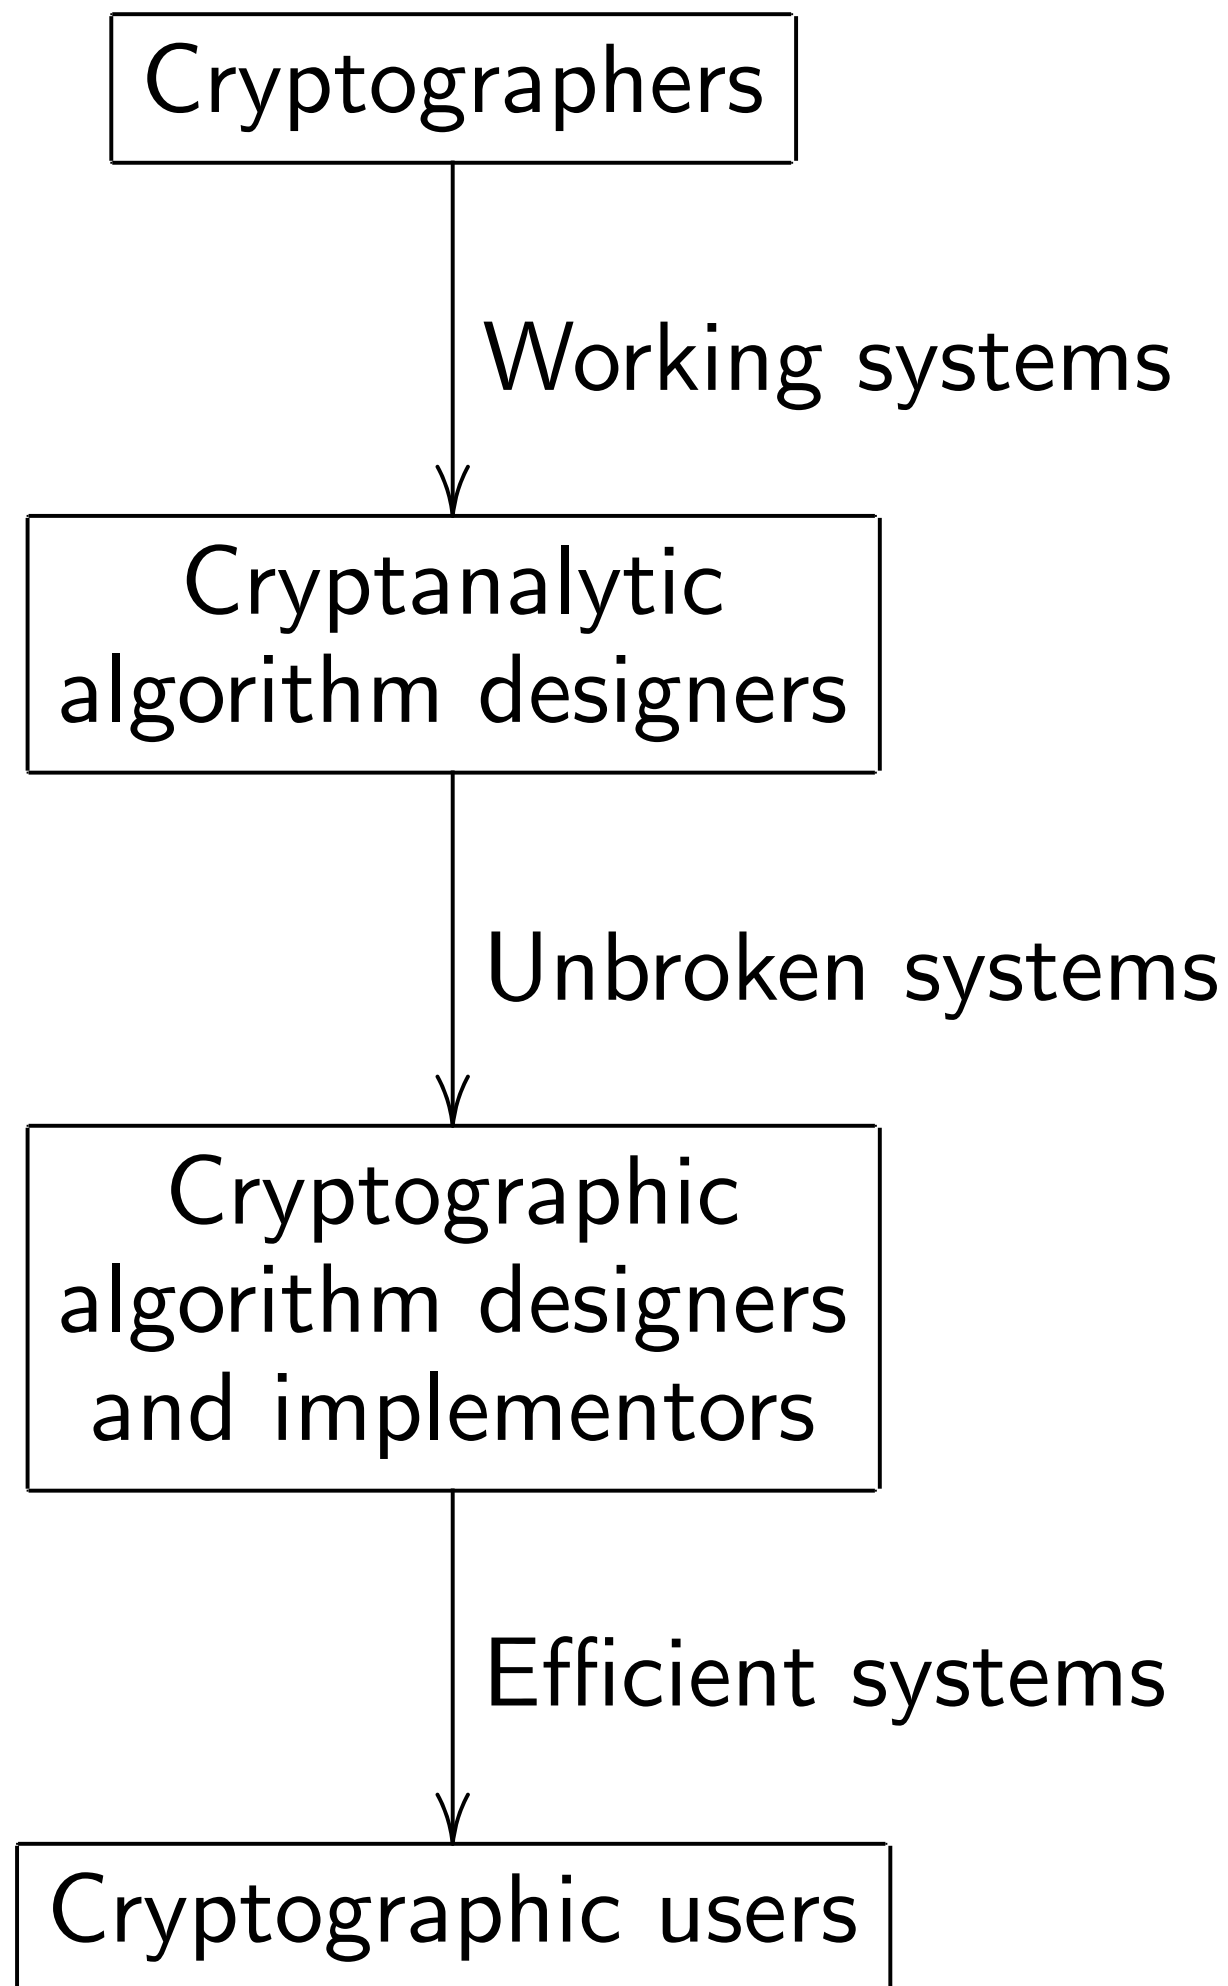 Cryptographers
Working systems
Cryptanalytic
algorithm designers
Unbroken systems
Cryptographic
algorithm designers
and implementors
Efficient systems
Cryptographic users